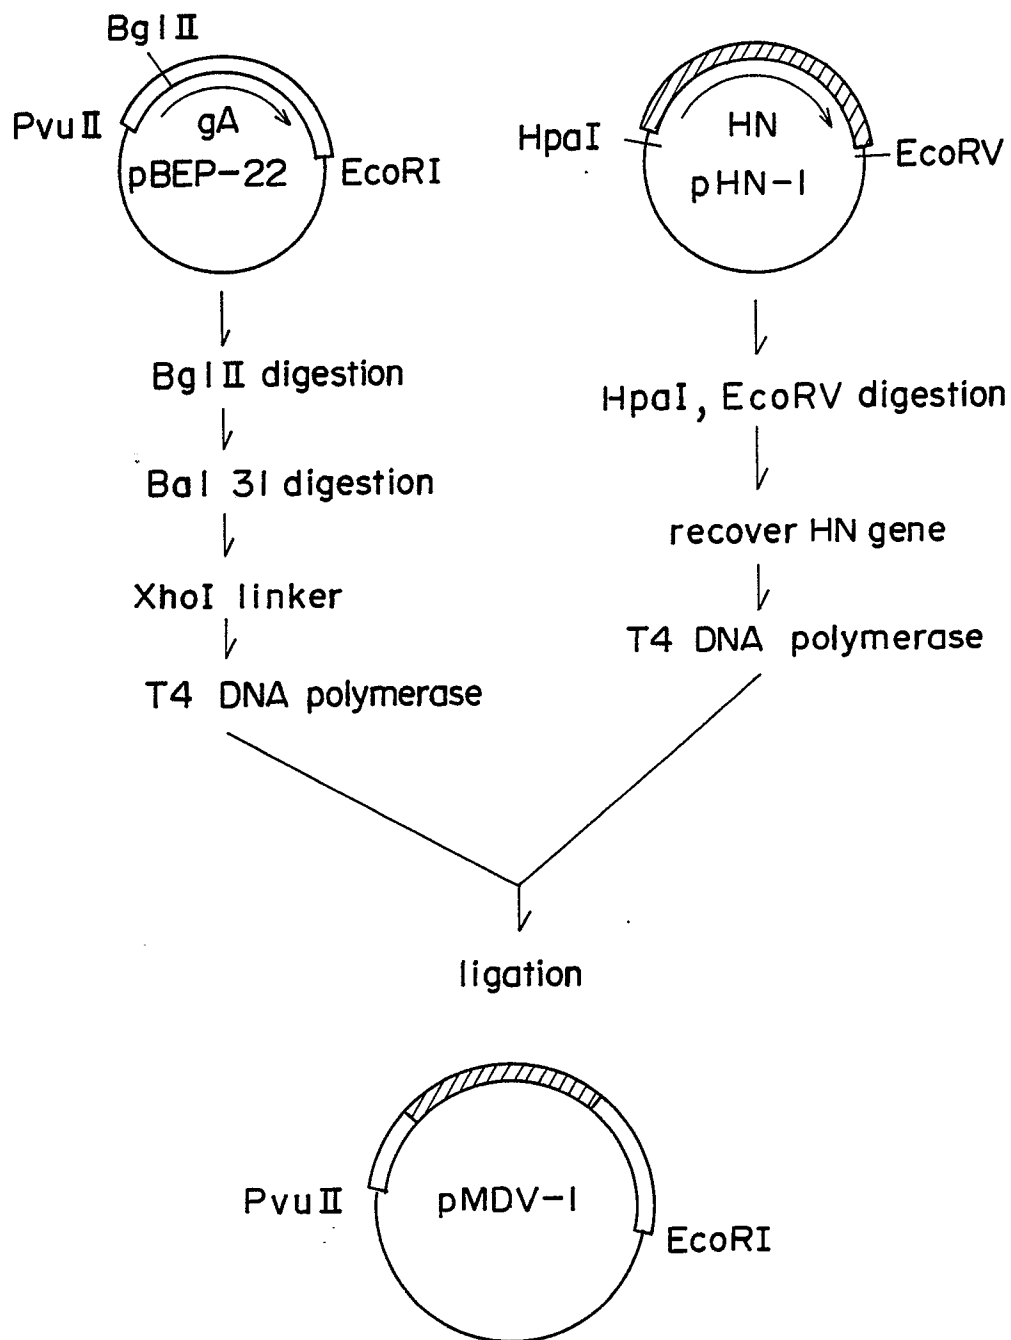 BglII
PvuII
gA
pBEP-22
EcoRI
HpaI
HN
pHN-1
EcoRV
BglII digestion
Bal 31 digestion
XhoI linker
T4 DNA polymerase
HpaI, EcoRV digestion
recover HN gene
T4 DNA polymerase
ligation
PvuII
pMDV-1
EcoRI